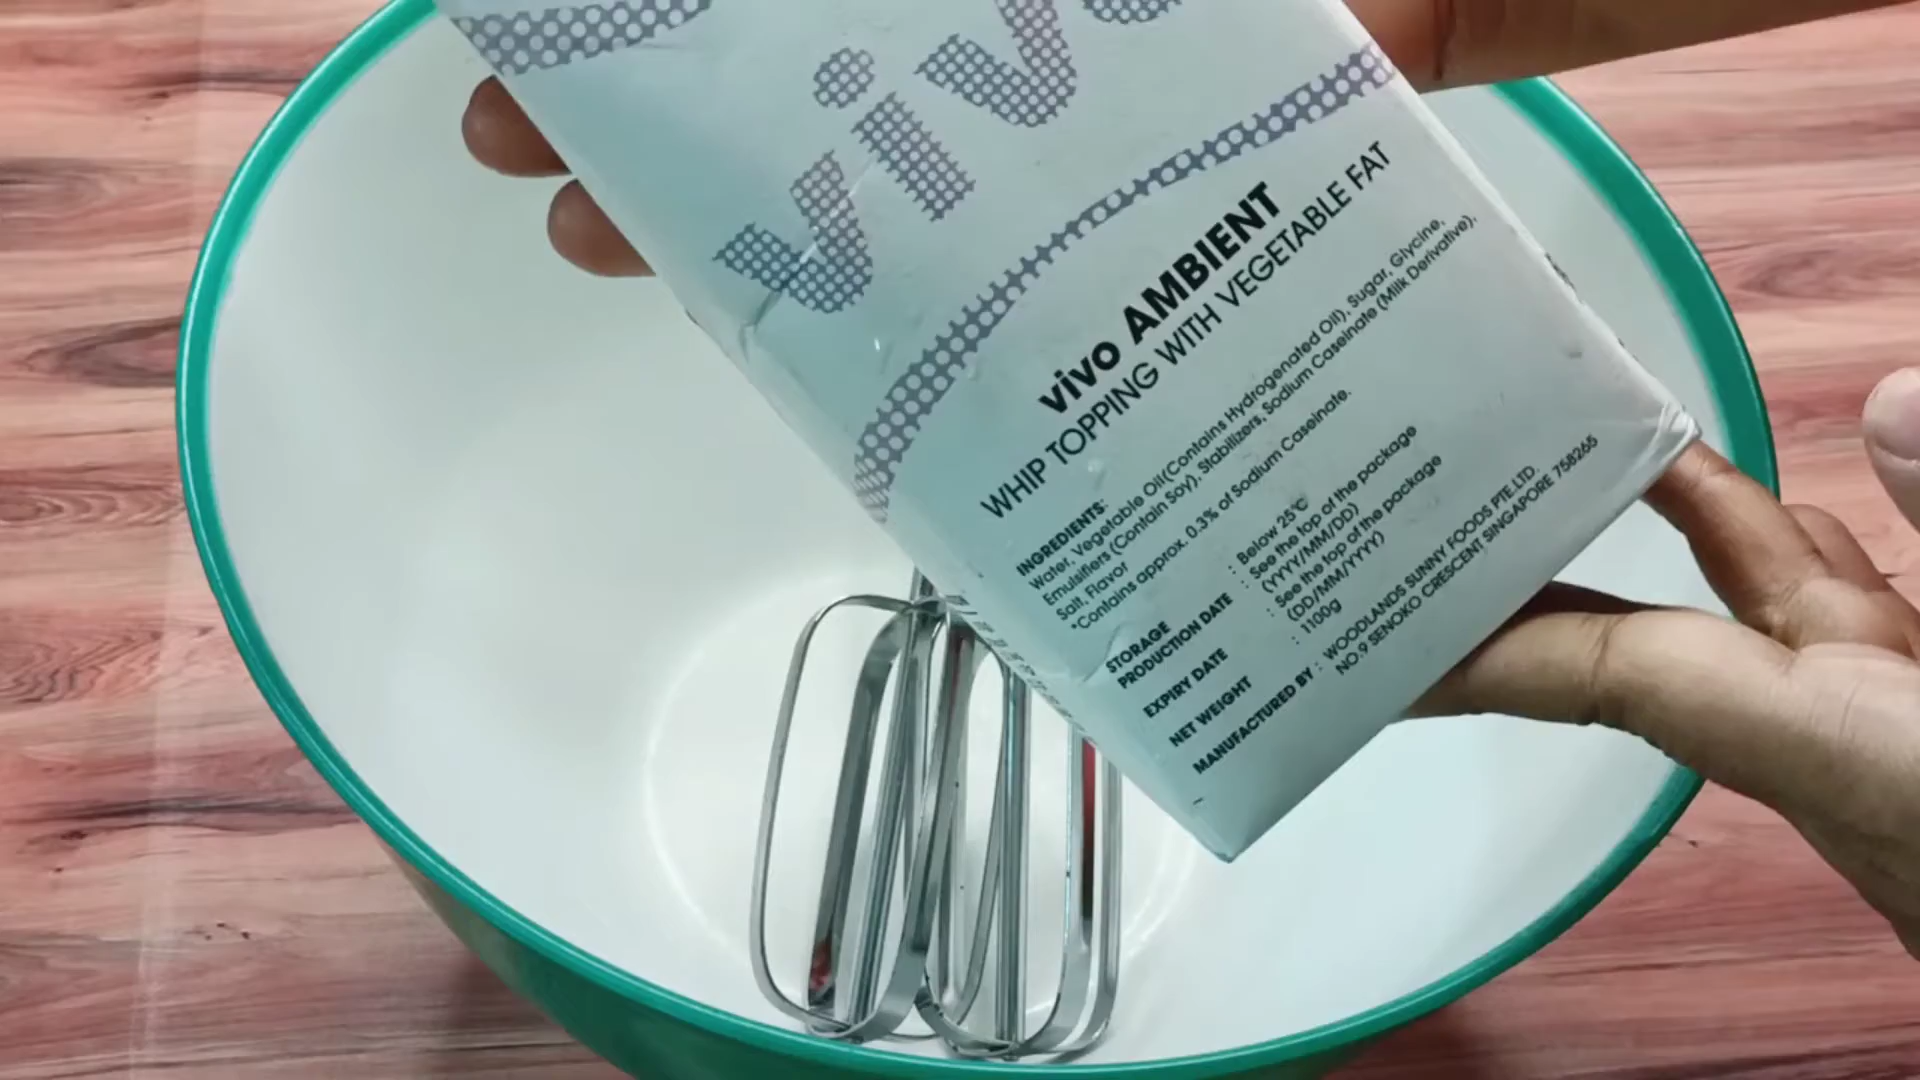 vivo
vivo AMBIENT
WHIP TOPPING WITH VEGETABLE FAT
INGREDIENTS:
Water, Vegetable Oil(Contains Hydrogenated Oil), Sugar, Glycine,
Emulsifiers (Contain Soy), Stabilizers, Sodium Caseinate (Milk Derivative),
Salt, Flavor
*Contains approx. 0.3% of Sodium Caseinate.
STORAGE : Below 25°C
PRODUCTION DATE : See the top of the package
(YYYY/MM/DD)
EXPIRY DATE : See the top of the package
(DD/MM/YYYY)
NET WEIGHT : 1100g
MANUFACTURED BY : WOODLANDS SUNNY FOODS PTE.LTD.
NO.9 SENOKO CRESCENT SINGAPORE 758265